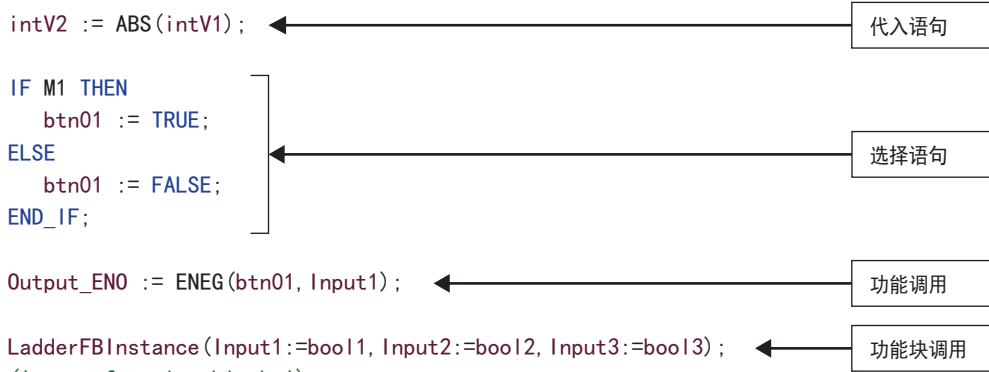 intV2 := ABS(intV1);
代入语句
IF M1 THEN
btn01 := TRUE;
ELSE
选择语句
btn01 := FALSE;
END_IF;
Output_ENO := ENEG(btn01,Input1);
功能调用
LadderFBInstance(Input1:=bool1,Input2:=bool2,Input3:=bool3);
功能块调用